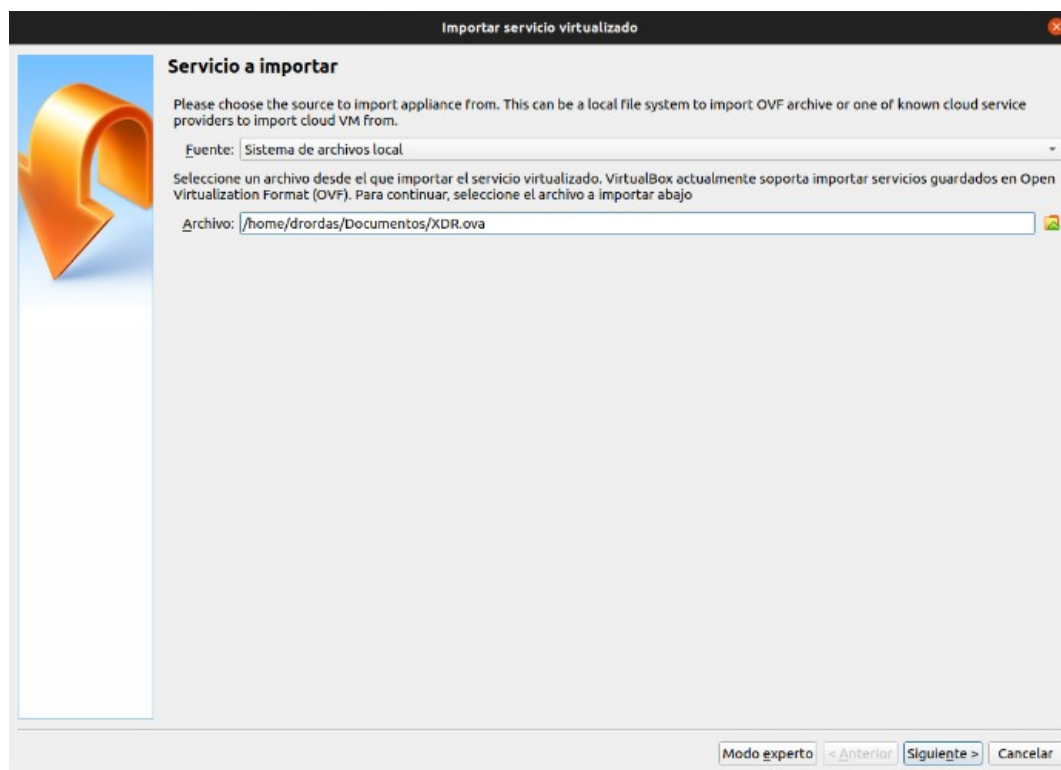 Importar servicio virtualizado
Servicio a importar
Please choose the source to import appliance from. This can be a local file system to import OVF archive or one of known cloud service
providers to import cloud VM from.
Fuente: Sistema de archivos local
Seleccione un archivo desde el que importar el servicio virtualizado. VirtualBox actualmente soporta importar servicios guardados en Open
Virtualization Format (OVF). Para continuar, seleccione el archivo a importar abajo
Archivo: /home/drordas/Documentos/XDR.ova
Modo experto < Anterior Siguiente > Cancelar